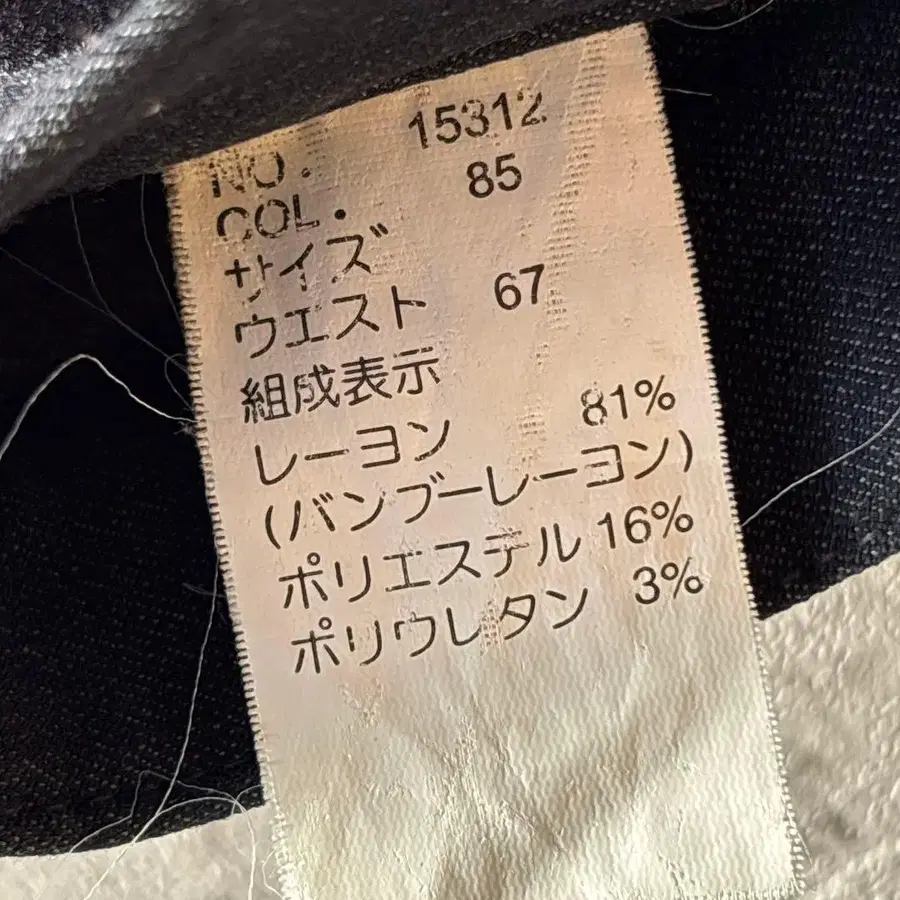 NO. 15312
COL. 85
サイズ
ウエスト 67
組成表示
レーヨン 81%
(バンブーレーヨン)
ポリエステル 16%
ポリウレタン 3%